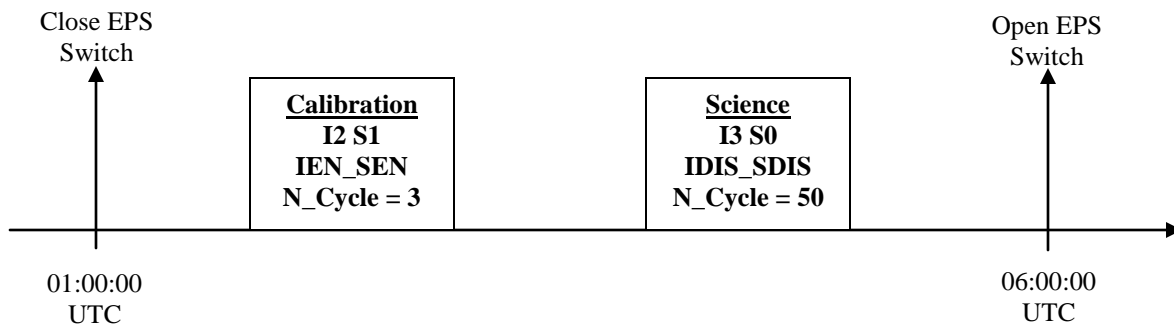 Close EPS
Switch
Open EPS
Switch
Calibration
I2 S1
IEN_SEN
N_Cycle = 3
Science
I3 S0
IDIS_SDIS
N_Cycle = 50
01:00:00
UTC
06:00:00
UTC